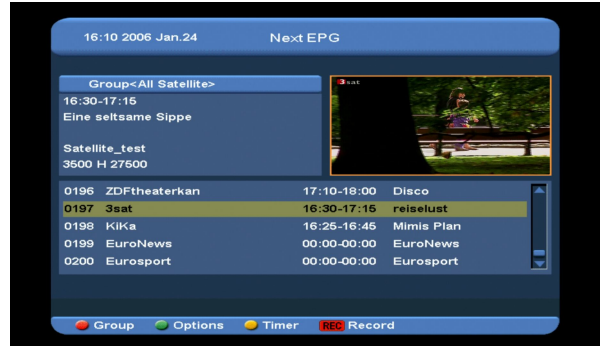 16:10 2006 Jan.24 Next EPG
Group<All Satellite>
3sat
16:30-17:15
Eine seltsame Sippe
Satellite_test
3500 H 27500
0196 ZDFtheaterkan 17:10-18:00 Disco
0197 3sat 16:30-17:15 reiselust
0198 KiKa 16:25-16:45 Mimis Plan
0199 EuroNews 00:00-00:00 EuroNews
0200 Eurosport 00:00-00:00 Eurosport
Group Options Timer REC Record